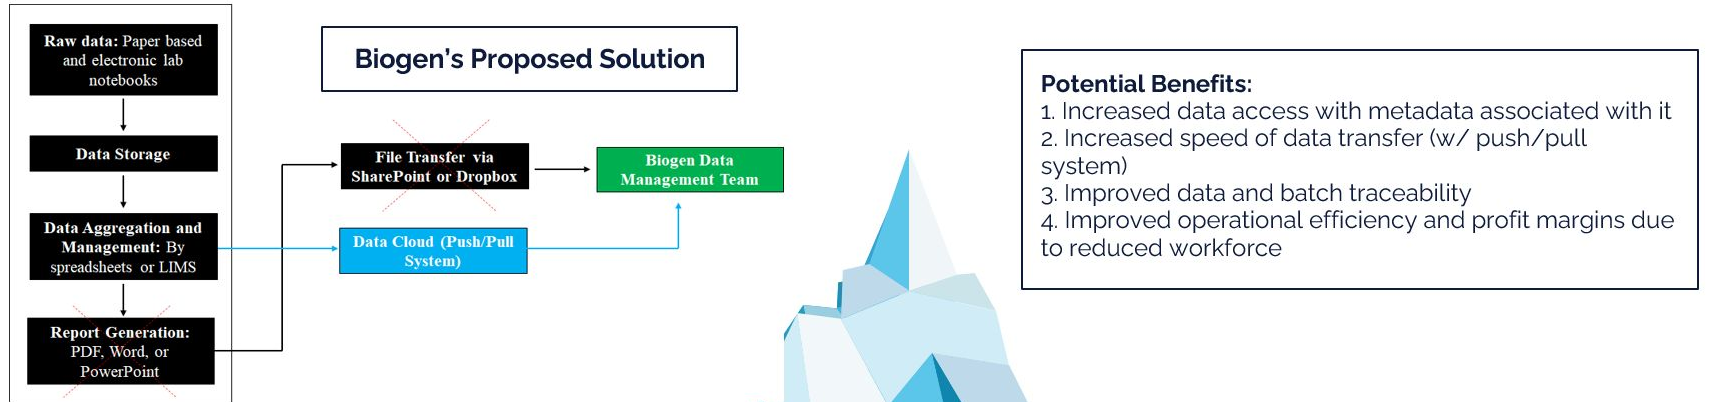 Raw data: Paper based
and electronic lab
notebooks
Data Storage
Data Aggregation and
Management: By
spreadsheets or LIMS
Report Generation:
PDF, Word, or
PowerPoint
Biogen’s Proposed Solution
File Transfer via
SharePoint or Dropbox
Biogen Data
Management Team
Data Cloud (Push/Pull
System)
Potential Benefits:
1. Increased data access with metadata associated with it
2. Increased speed of data transfer (w/ push/pull
system)
3. Improved data and batch traceability
4. Improved operational efficiency and profit margins due
to reduced workforce